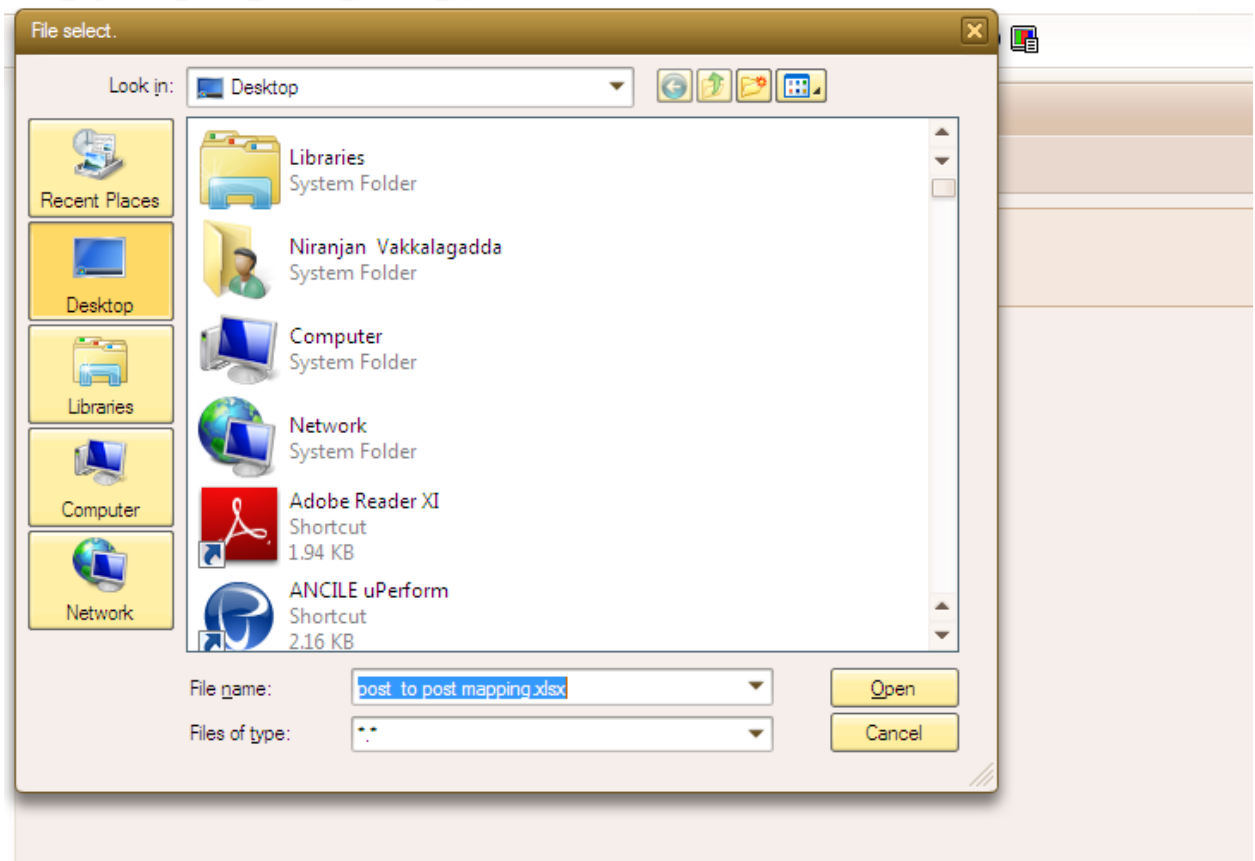 File select.
Look in:
Desktop
Recent Places
Desktop
Libraries
Computer
Network
Libraries
System Folder
Niranjan Vakkalagadda
System Folder
Computer
System Folder
Network
System Folder
Adobe Reader XI
Shortcut
1.94 KB
ANCILE uPerform
Shortcut
2.16 KB
File name:
post to post mapping.xlsx
Open
Files of type:
*.*
Cancel